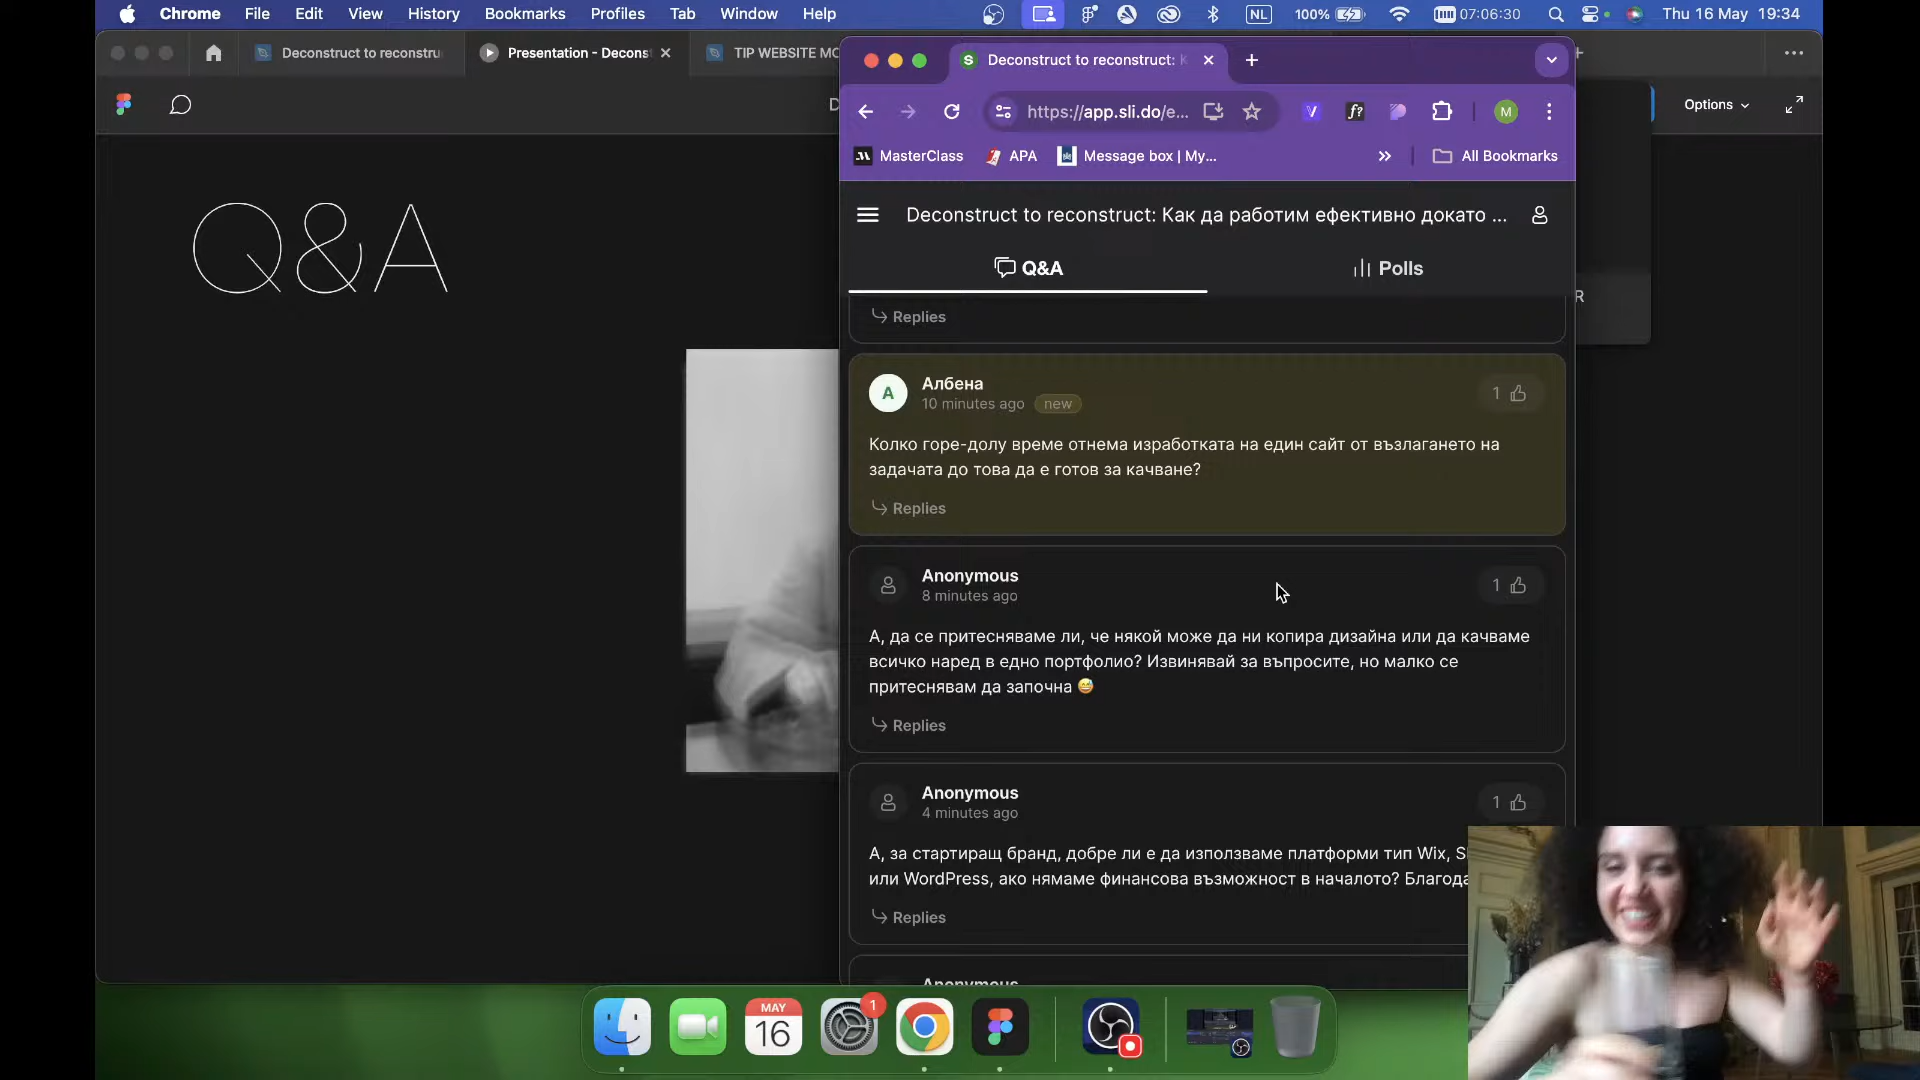 Chrome File Edit View History Bookmarks Profiles Tab Window Help NL 100% 07:06:30 Thu 16 May 19:34
Deconstruct to reconstru
Presentation - Decons
TIP WEBSITE MO
Options
Q&A
Deconstruct to reconstruct:
https://app.sli.do/e...
M
MasterClass APA Message box | My... All Bookmarks
Deconstruct to reconstruct: Как да работим ефективно докато ...
Q&A Polls
Replies
A
Албена
10 minutes ago new
1
Колко горе-долу време отнема изработката на един сайт от възлагането на
задачата до това да е готов за качване?
Replies
Anonymous
8 minutes ago
1
А, да се притесняваме ли, че някой може да ни копира дизайна или да качваме
всичко наред в едно портфолио? Извинявай за въпросите, но малко се
притеснявам да започна 😅
Replies
Anonymous
4 minutes ago
1
А, за стартиращ бранд, добре ли е да използваме платформи тип Wix, S
или WordPress, ако нямаме финансова възможност в началото? Благода
Replies
Anonymous
MAY
16
1